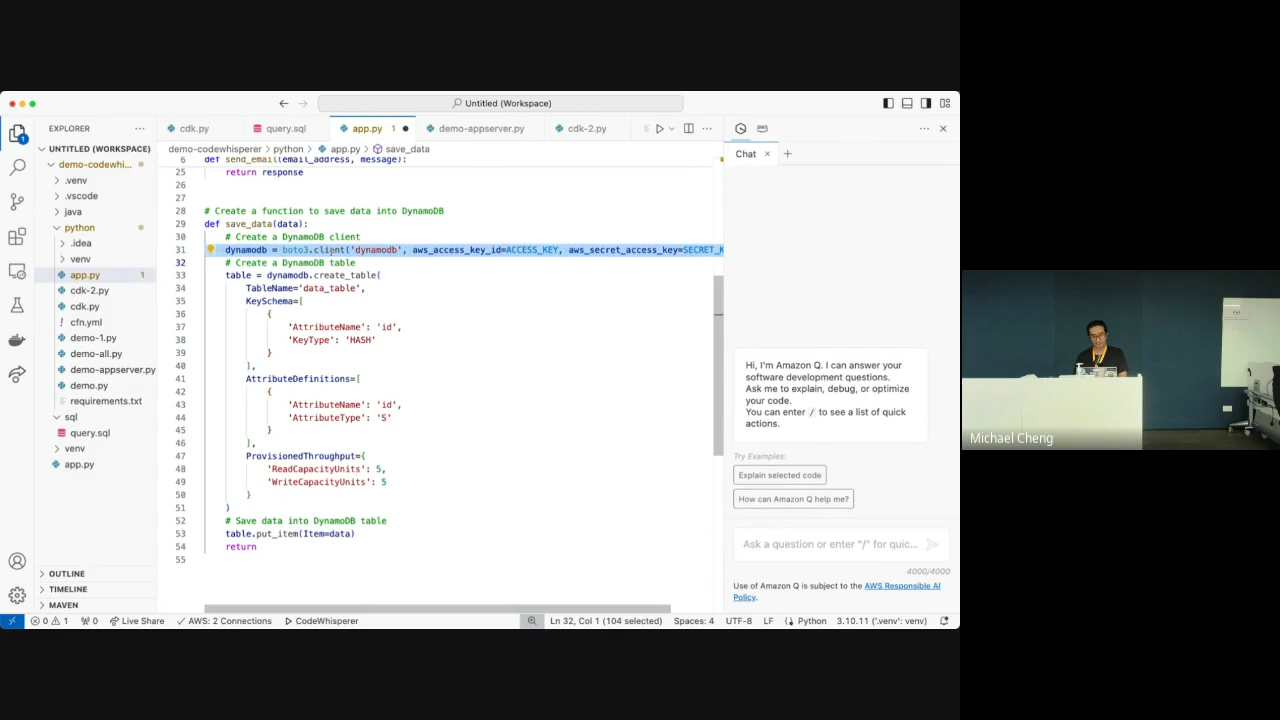 Untitled (Workspace)
EXPLORER
cdk.py
query.sql
app.py 1
demo-appserver.py
cdk-2.py
UNTITLED (WORKSPACE)
demo-codewhisperer > python > app.py > save_data
Chat
demo-codewhi...
.venv
.vscode
java
python
.idea
venv
app.py 1
cdk-2.py
cdk.py
cfn.yml
demo-1.py
demo-all.py
demo-appserver.py
demo.py
requirements.txt
sql
query.sql
venv
app.py
OUTLINE
TIMELINE
MAVEN
6 def send_email(email_address, message):
25 return response
26
27
28 # Create a function to save data into DynamoDB
29 def save_data(data):
30 # Create a DynamoDB client
31 dynamodb = boto3.client('dynamodb', aws_access_key_id=ACCESS_KEY, aws_secret_access_key=SECRET_K
32 # Create a DynamoDB table
33 table = dynamodb.create_table(
34 TableName='data_table',
35 KeySchema=[
36 {
37 'AttributeName': 'id',
38 'KeyType': 'HASH'
39 }
40 ],
41 AttributeDefinitions=[
42 {
43 'AttributeName': 'id',
44 'AttributeType': 'S'
45 }
46 ],
47 ProvisionedThroughput={
48 'ReadCapacityUnits': 5,
49 'WriteCapacityUnits': 5
50 }
51 )
52 # Save data into DynamoDB table
53 table.put_item(Item=data)
54 return
55
Hi, I'm Amazon Q. I can answer your
software development questions.
Ask me to explain, debug, or optimize
your code.
You can enter / to see a list of quick
actions.
Try Examples:
Explain selected code
How can Amazon Q help me?
Ask a question or enter "/" for quic...
4000/4000
Use of Amazon Q is subject to the AWS Responsible AI
Policy.
0 1 0 Live Share AWS: 2 Connections CodeWhisperer Ln 32, Col 1 (104 selected) Spaces: 4 UTF-8 LF Python 3.10.11 ('.venv': venv)
Michael Cheng